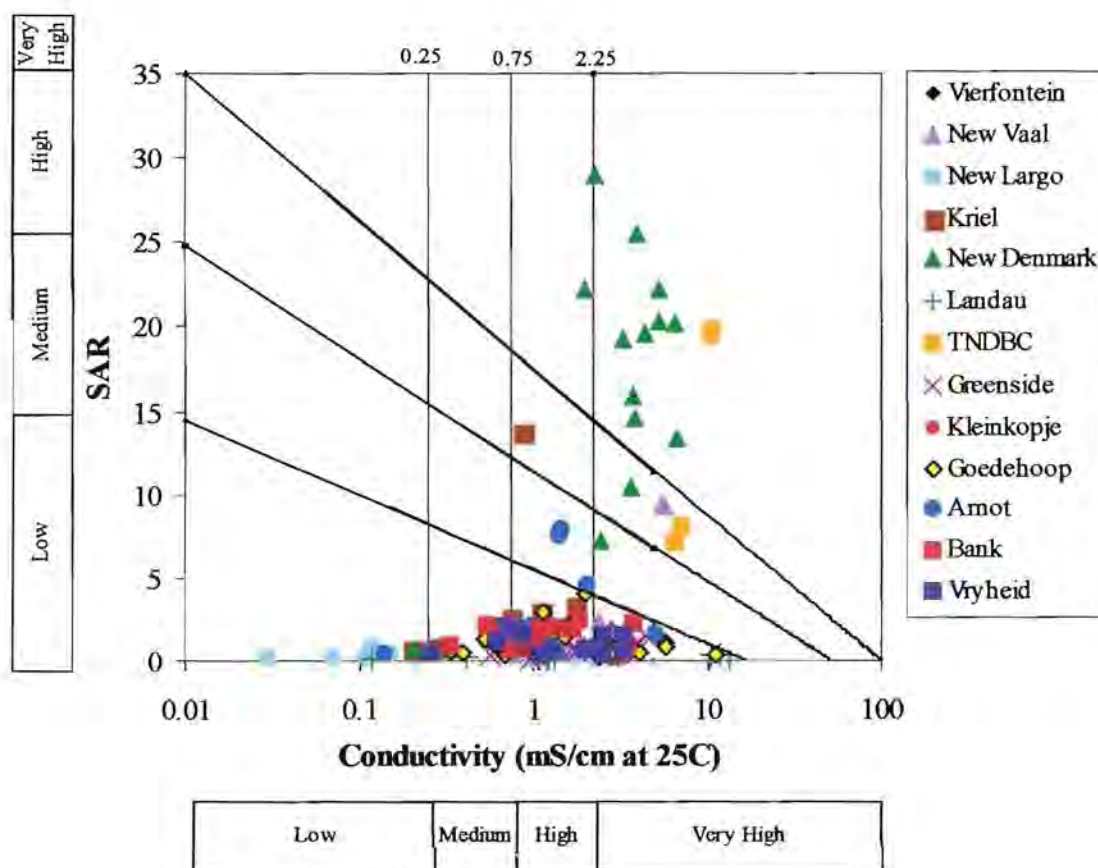 Very High
High
Medium
Low
0.25 0.75 2.25
35
30
25
20
15
10
5
0
SAR
0.01 0.1 1 10 100
Conductivity (mS/cm at 25C)
Low Medium High Very High
Vierfontein
New Vaal
New Largo
Kriel
New Denmark
Landau
TNDBC
Greenside
Kleinkopje
Goedehoop
Arnot
Bank
Vryheid